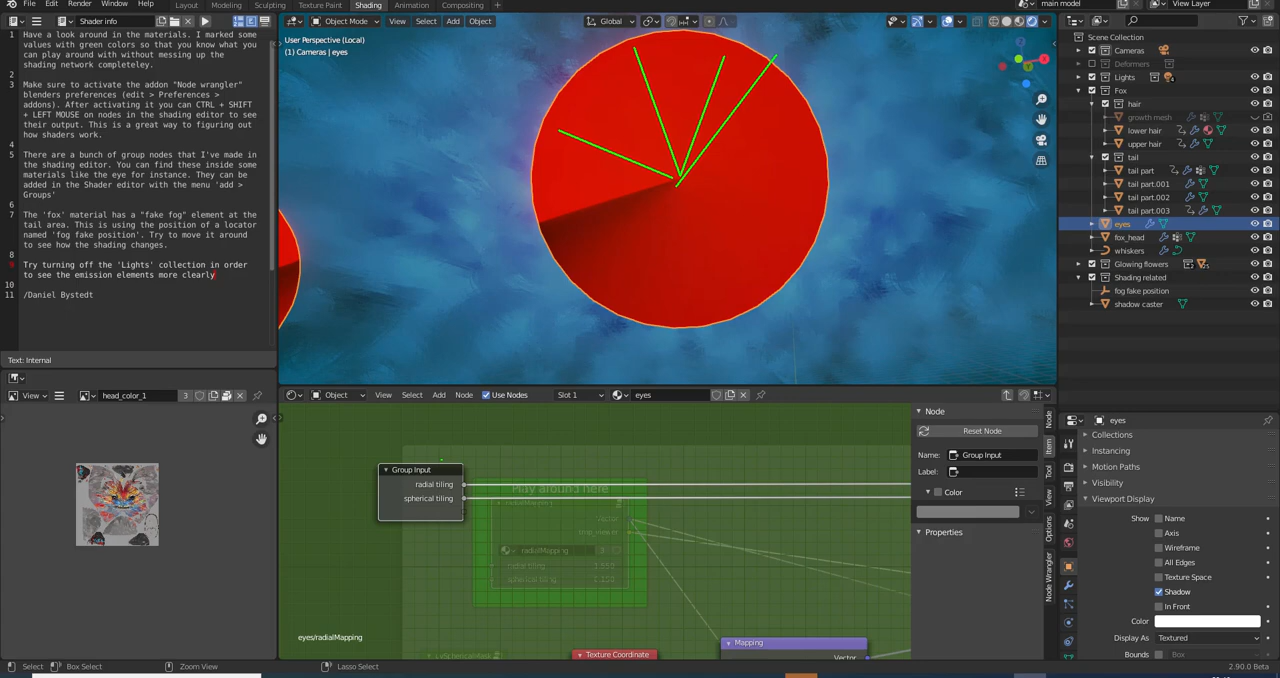 File
Edit
Render
Window
Help
Layout
Modeling
Sculpting
Texture Paint
Shading
Animation
Compositing
main model
View Layer
Shader info
1 Have a look around in the materials. I marked some
values with green colors so that you know what you
can play around with without messing up the
shading network completeley.
2
3 Make sure to activate the addon "Node wrangler"
blenders preferences (edit > Preferences >
addons). After activating it you can CTRL + SHIFT
+ LEFT MOUSE on nodes in the shading editor to see
their output. This is a great way to figuring out
how shaders work.
4
5 There are a bunch of group nodes that I've made in
the shading editor. You can find these inside some
materials like the eye for instance. They can be
added in the Shader editor with the menu 'add >
Groups'
6
7 The 'fox' material has a "fake fog" element at the
tail area. This is using the position of a locator
named 'fog fake position'. Try to move it around
to see how the shading changes.
8
9 Try turning off the 'Lights' collection in order
to see the emission elements more clearly
10
11 /Daniel Bystedt
Text: Internal
View
head_color_1
3
Object Mode
View
Select
Add
Object
Global
User Perspective (Local)
(1) Cameras | eyes
Object
View
Select
Add
Node
Use Nodes
Slot 1
eyes
Group Input
radial tiling
spherical tiling
Play around here
radialMapping
Vector
radialMapping
3
radial tiling
spherical tiling
Texture Coordinate
Mapping
Vector
eyes/radialMapping
Node
Reset Node
Name:
Group Input
Label:
Color
Properties
Node
Item
Tool
View
Options
Node Wrangler
Scene Collection
Cameras
Deformers
Lights
Fox
hair
growth mesh
lower hair
upper hair
tail
tail part
tail part.001
tail part.002
tail part.003
eyes
fox_head
whiskers
Glowing flowers
Shading related
fog fake position
shadow caster
eyes
Collections
Instancing
Motion Paths
Visibility
Viewport Display
Show
Name
Axis
Wireframe
All Edges
Texture Space
Shadow
In Front
Color
Display As
Textured
Bounds
Box
Select
Box Select
Zoom View
Lasso Select
2.90.0 Beta